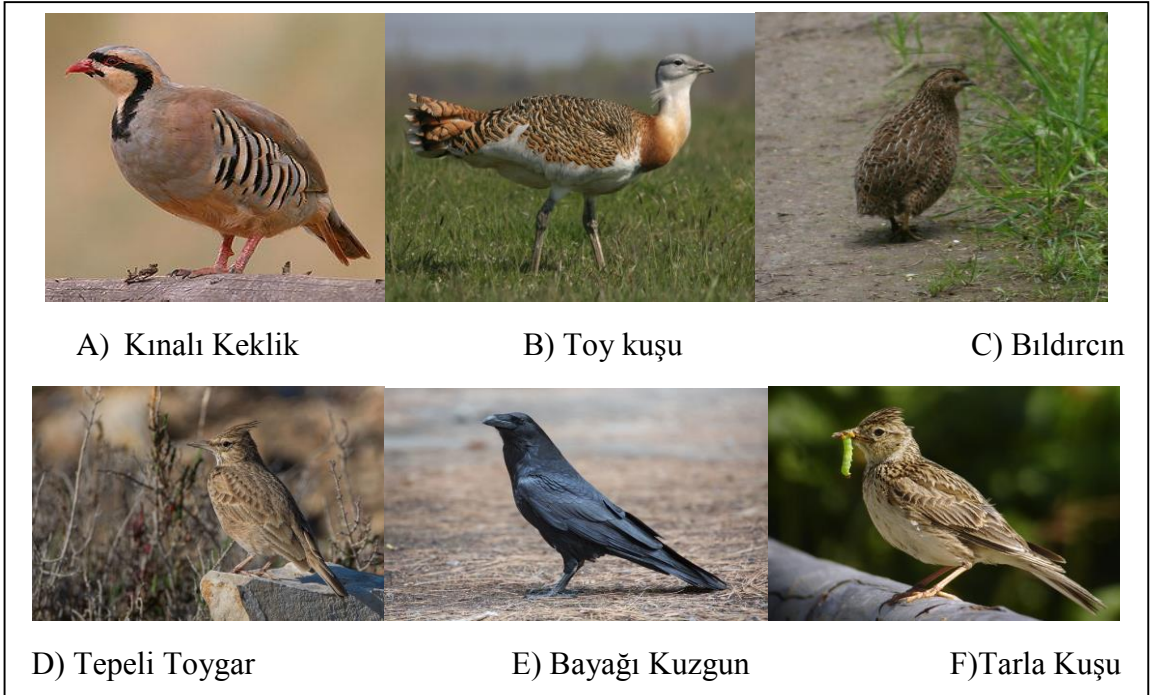 A) Kınalı Keklik B) Toy kuşu C) Bıldırcın
D) Tepeli Toygar E) Bayağı Kuzgun F)Tarla Kuşu